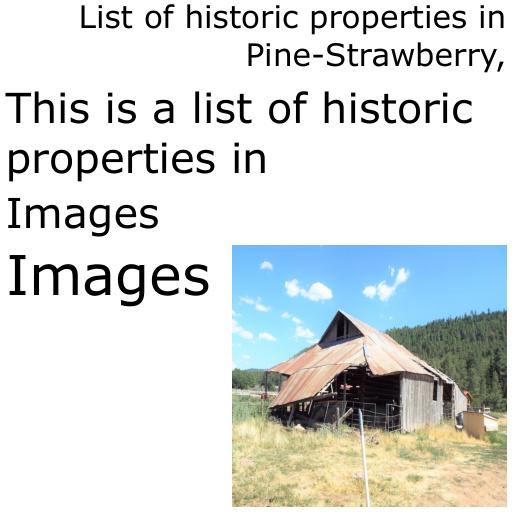 List of historic properties in
Pine-Strawberry,
This is a list of historic
properties in
Images
Images